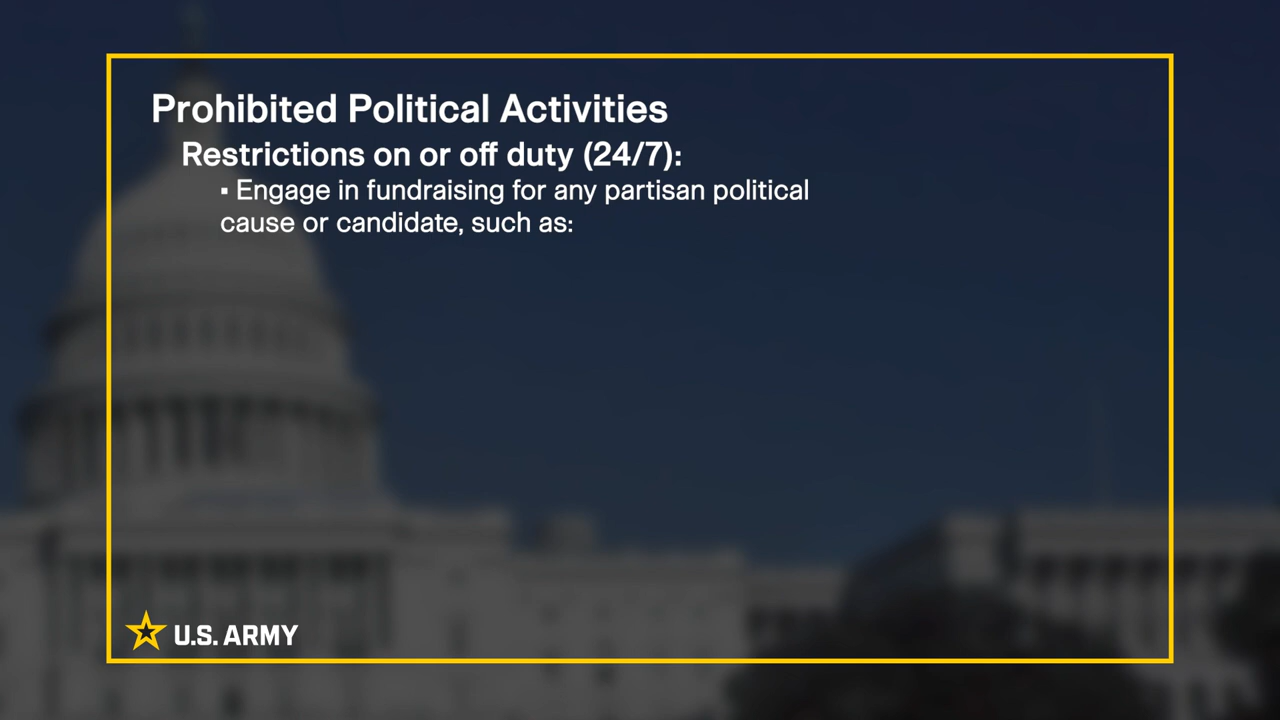 Prohibited Political Activities
Restrictions on or off duty (24/7):
▪ Engage in fundraising for any partisan political
cause or candidate, such as:
U.S. ARMY